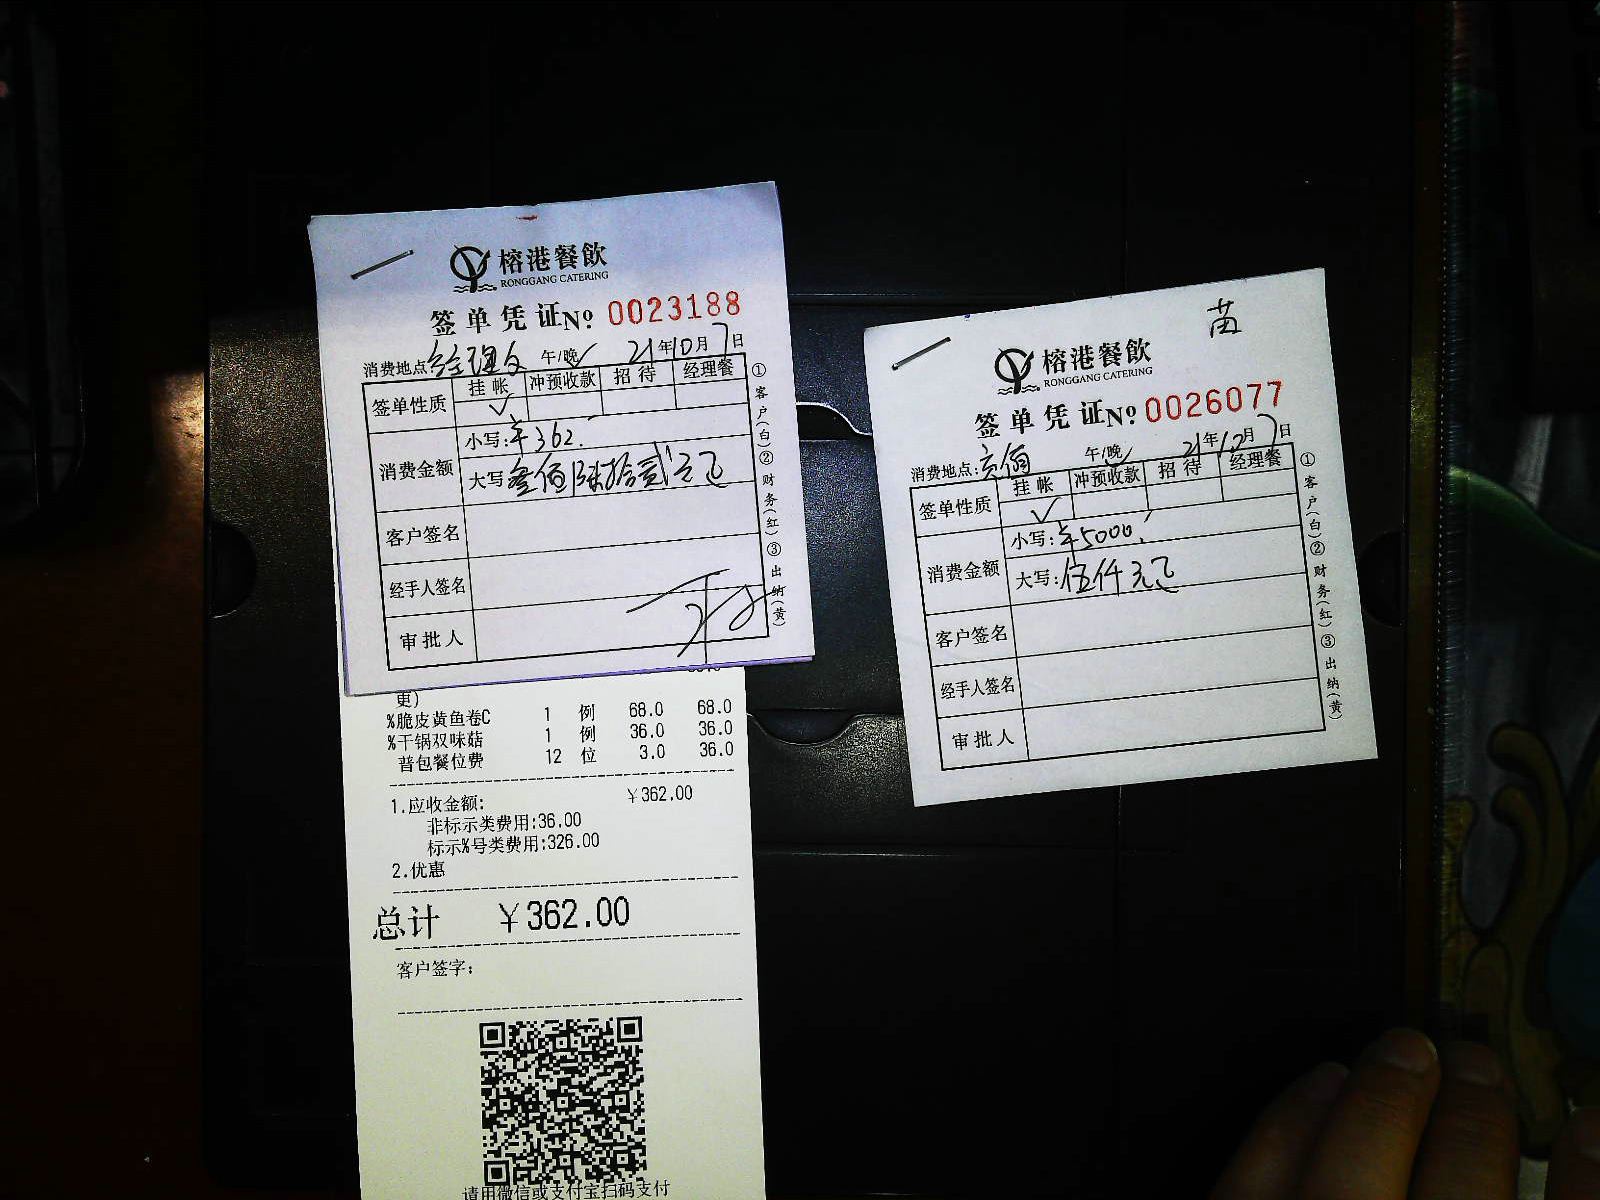 榕港餐飲
RONGGANG CATERING
签单凭证№ 0023188
消费地点 午/晚 21年10月7日
签单性质 挂帐 冲预收款 招待 经理餐
✓
消费金额 小写:¥362.
大写 叁佰陆拾贰元正
客户签名
经手人签名
审批人
①客户(白)②财务(红)③出纳(黄)
更)
%脆皮黄鱼卷C 1 例 68.0 68.0
%干锅双味菇 1 例 36.0 36.0
普包餐位费 12 位 3.0 36.0
1.应收金额: ¥362.00
非标示类费用:36.00
标示%号类费用:326.00
2.优惠
总计 ¥362.00
客户签字:
请用微信或支付宝扫码支付
苗
榕港餐飲
RONGGANG CATERING
签单凭证№ 0026077
消费地点: 午/晚 21年12月7日
签单性质 挂帐 冲预收款 招待 经理餐
✓
消费金额 小写:¥5000.
大写:伍仟元正
客户签名
经手人签名
审批人
①客户(白)②财务(红)③出纳(黄)